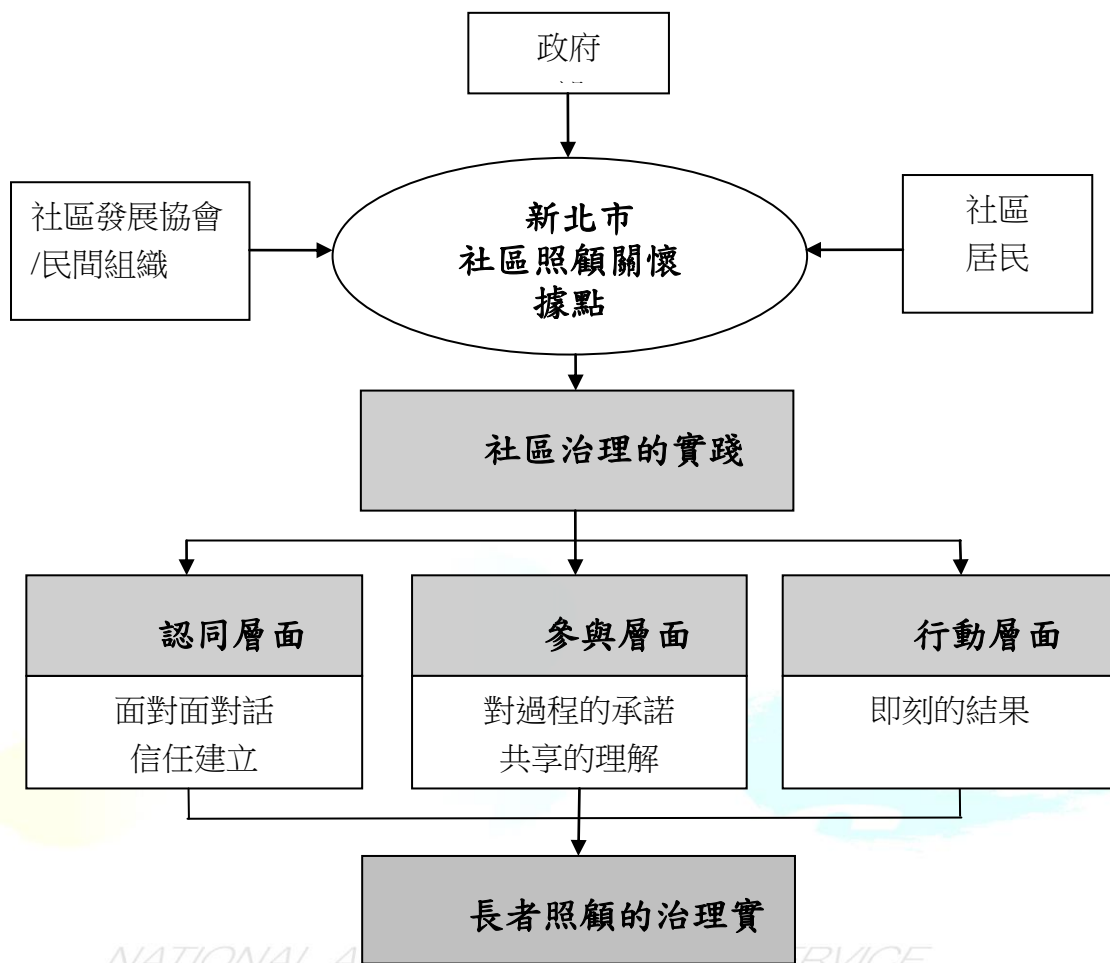 政府
社區發展協會
/民間組織
新北市
社區照顧關懷
據點
社區
居民
社區治理的實踐
認同層面
參與層面
行動層面
面對面對話
信任建立
對過程的承諾
共享的理解
即刻的結果
長者照顧的治理實
NATIONAL